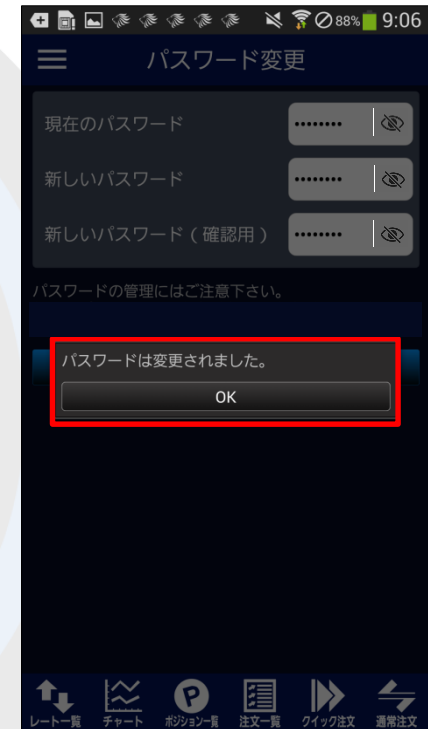 88% 9:06
パスワード変更
現在のパスワード ••••••••
新しいパスワード ••••••••
新しいパスワード ( 確認用 ) ••••••••
パスワードの管理にはご注意下さい。
パスワードは変更されました。
OK
P
レート一覧 チャート ポジション一覧 注文一覧 クイック注文 通常注文